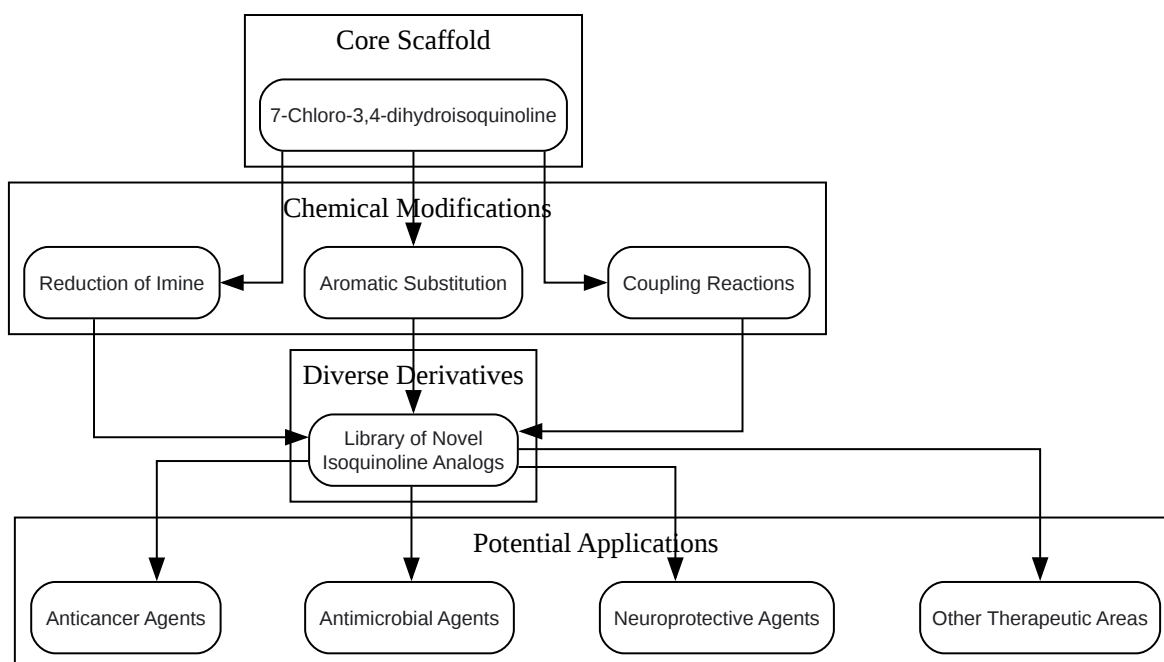 Core Scaffold
7-Chloro-3,4-dihydroisoquinoline
Chemical Modifications
Reduction of Imine
Aromatic Substitution
Coupling Reactions
Diverse Derivatives
Library of Novel
Isoquinoline Analogs
Potential Applications
Anticancer Agents
Antimicrobial Agents
Neuroprotective Agents
Other Therapeutic Areas